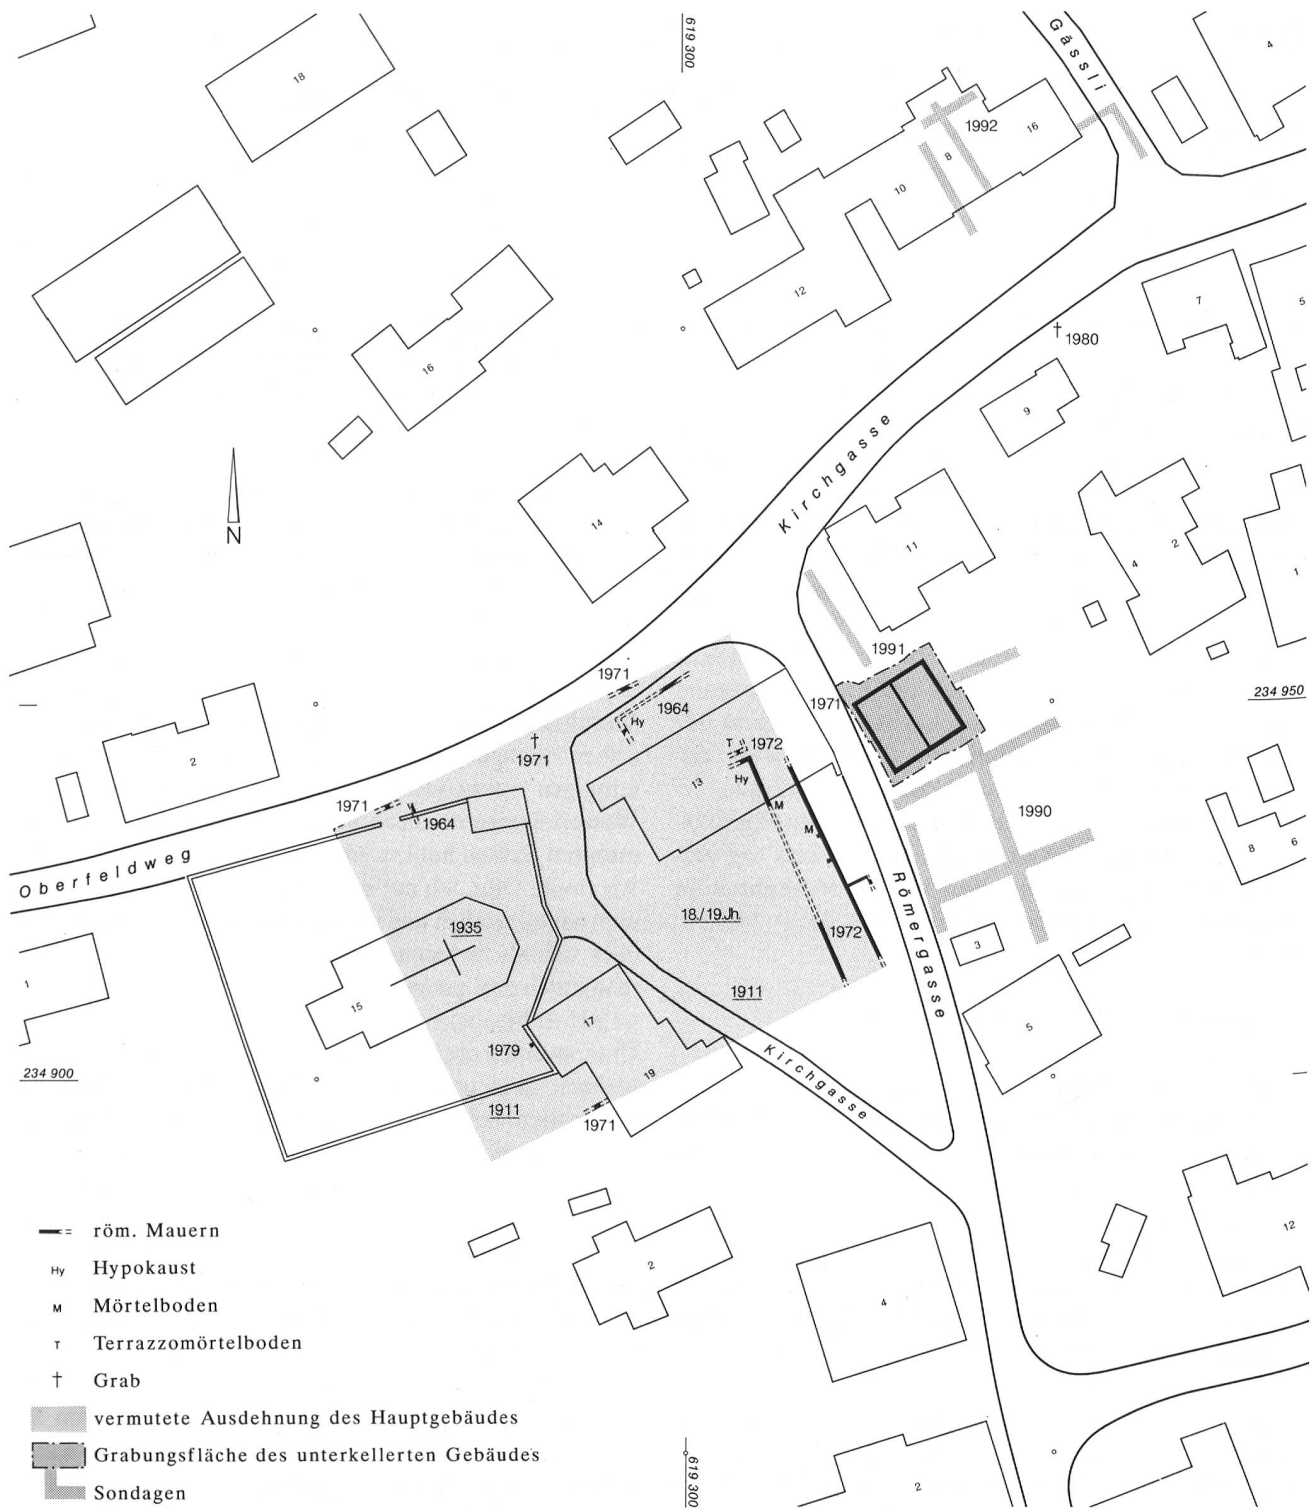 619 300
Gässli
4
18
1992
16
8
10
12
7
5
† 1980
16
9
Kirchgasse
N
14
11
4
2
1
1991
1971
1971
234 950
Hy
1964
2
†
1971
T
1972
Hy
13
M
1971
1964
M
1990
Oberfeldweg
8
6
Römergasse
18./19.Jh.
1935
1972
3
1
15
1911
17
5
1979
Kirchgasse
234 900
19
1911
1971
röm. Mauern
12
2
Hy Hypokaust
4
M Mörtelboden
T Terrazzomörtelboden
† Grab
vermutete Ausdehnung des Hauptgebäudes
Grabungsfläche des unterkellerten Gebäudes
619 300
2
Sondagen